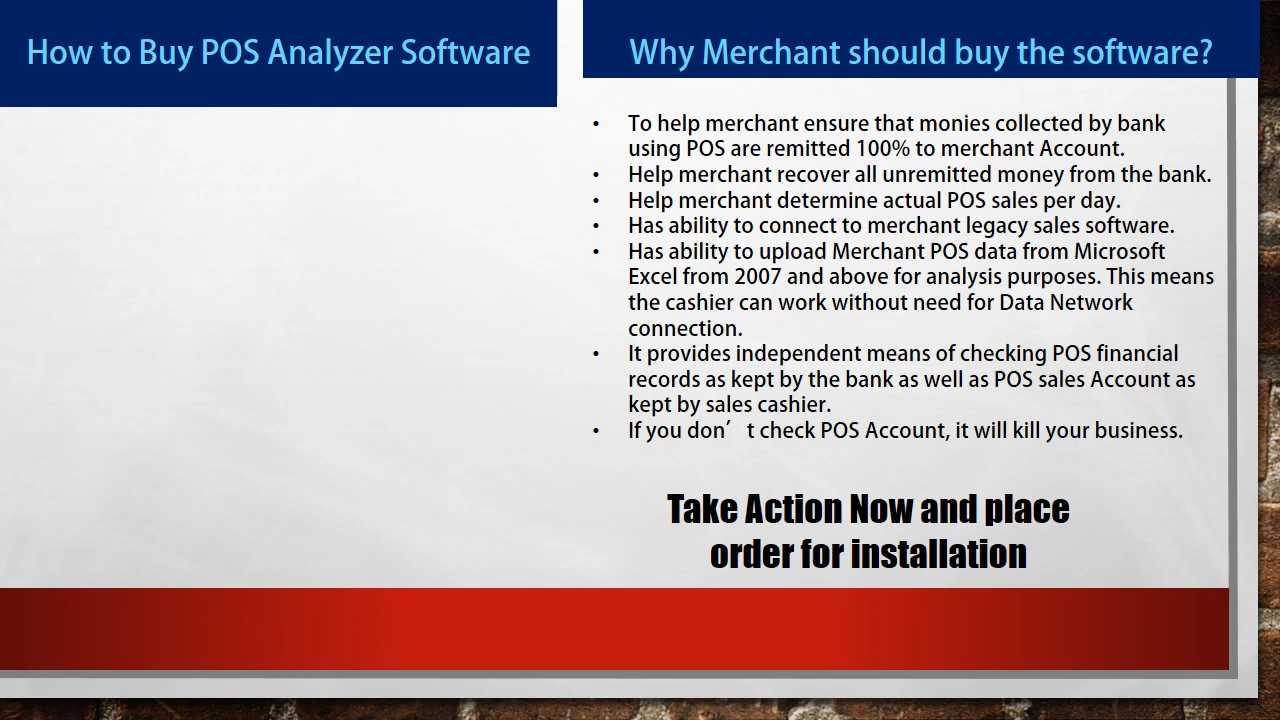 How to Buy POS Analyzer Software
Why Merchant should buy the software?
• To help merchant ensure that monies collected by bank
using POS are remitted 100% to merchant Account.
• Help merchant recover all unremitted money from the bank.
• Help merchant determine actual POS sales per day.
• Has ability to connect to merchant legacy sales software.
• Has ability to upload Merchant POS data from Microsoft
Excel from 2007 and above for analysis purposes. This means
the cashier can work without need for Data Network
connection.
• It provides independent means of checking POS financial
records as kept by the bank as well as POS sales Account as
kept by sales cashier.
• If you don’t check POS Account, it will kill your business.
Take Action Now and place
order for installation